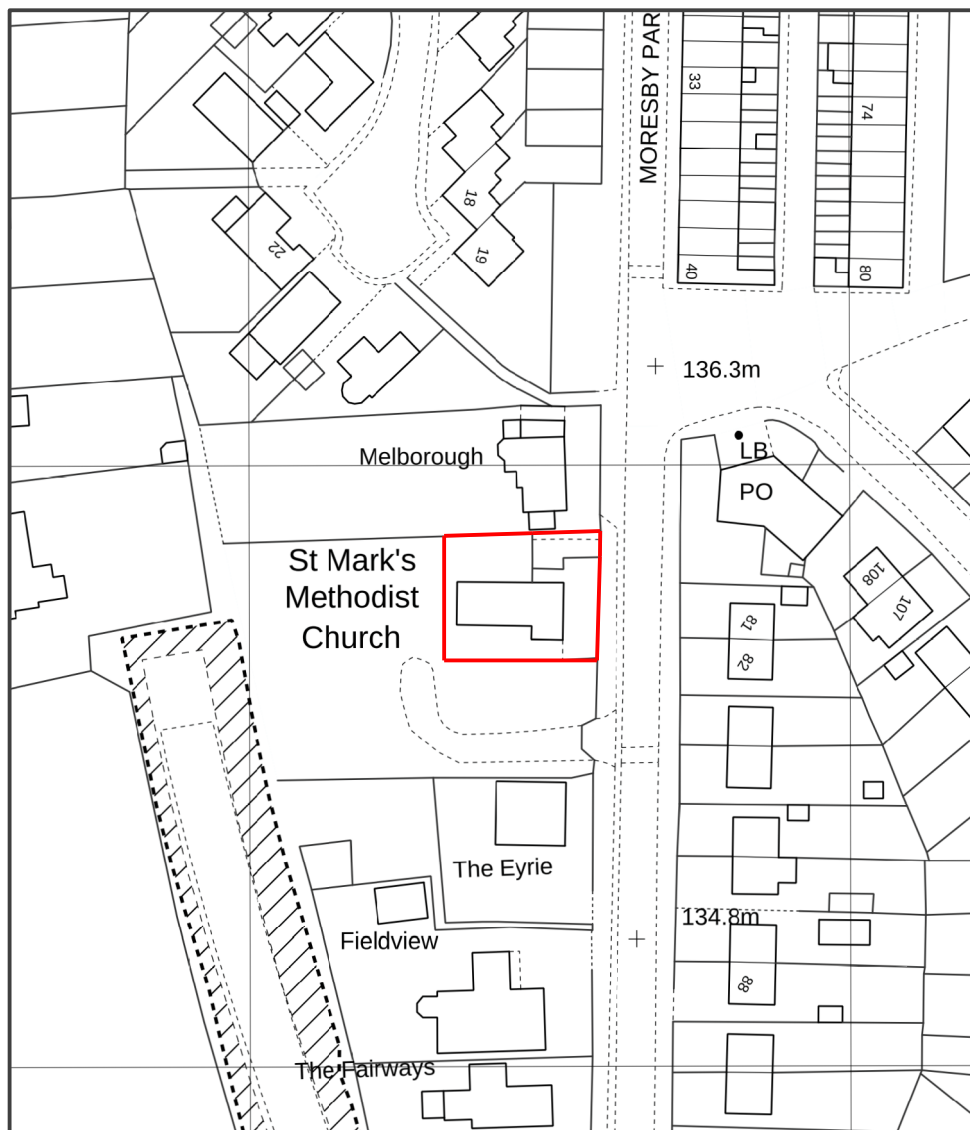 MORESBY PAR
33
74
18
22
19
40
80
136.3m
Melborough
LB
PO
St Mark's
Methodist
Church
108
107
81
82
The Eyrie
134.8m
Fieldview
88
The Fairways